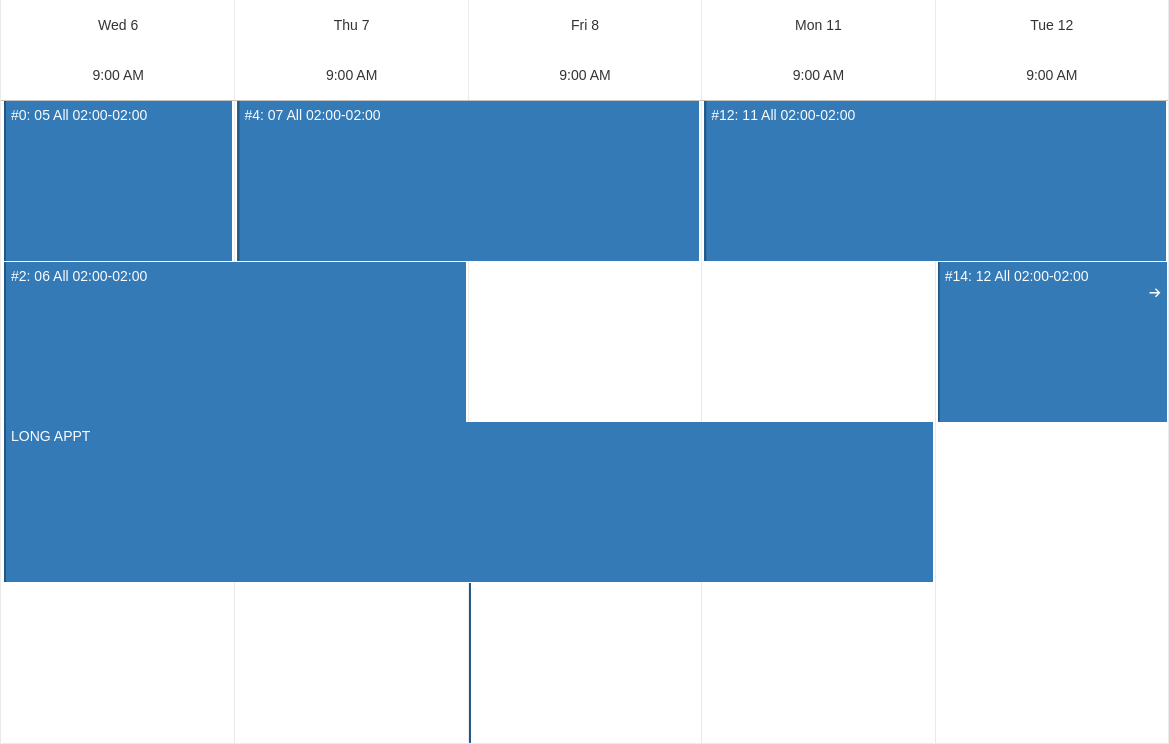 Wed 6
Thu 7
Fri 8
Mon 11
Tue 12
9:00 AM
9:00 AM
9:00 AM
9:00 AM
9:00 AM
#0: 05 All 02:00-02:00
#4: 07 All 02:00-02:00
#12: 11 All 02:00-02:00
#2: 06 All 02:00-02:00
#14: 12 All 02:00-02:00
LONG APPT